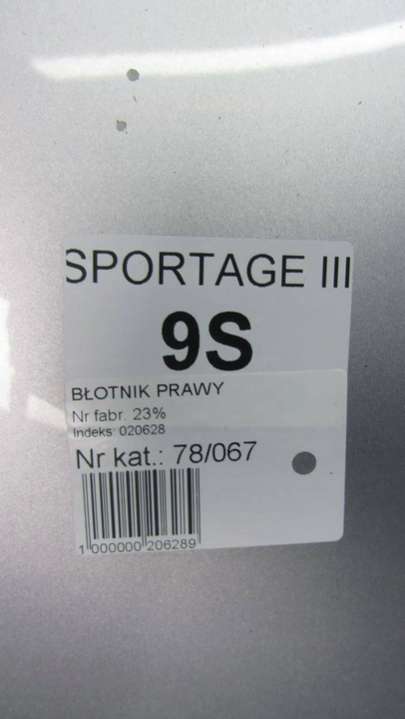 SPORTAGE III
9S
BŁOTNIK PRAWY
Nr fabr. 23%
Indeks: 020628
Nr kat.: 78/067
1 000000 206289